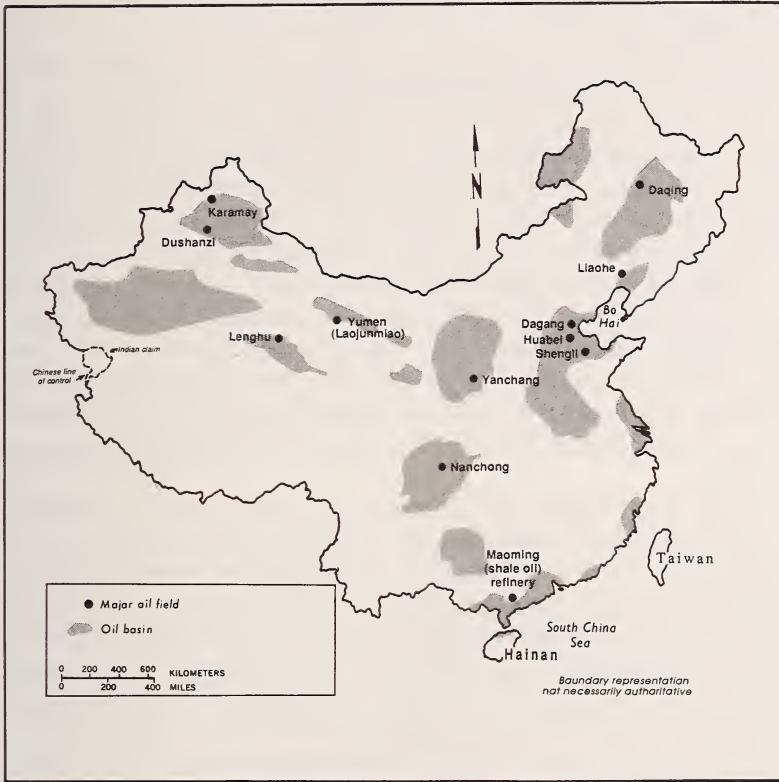 N
Karamay
Daqing
Dushanzi
Liaohe
Bo
Hai
Dagang
Huabei
Shengli
Yumen
(Laojunmiao)
Lenghu
Indian claim
Chinese line
of control
Yanchang
Nanchong
Maoming
(shale oil)
refinery
Taiwan
South China
Sea
Hainan
Major oil field
Oil basin
0 200 400 600 KILOMETERS
0 200 400 MILES
Boundary representation
nat necessarily autharitative